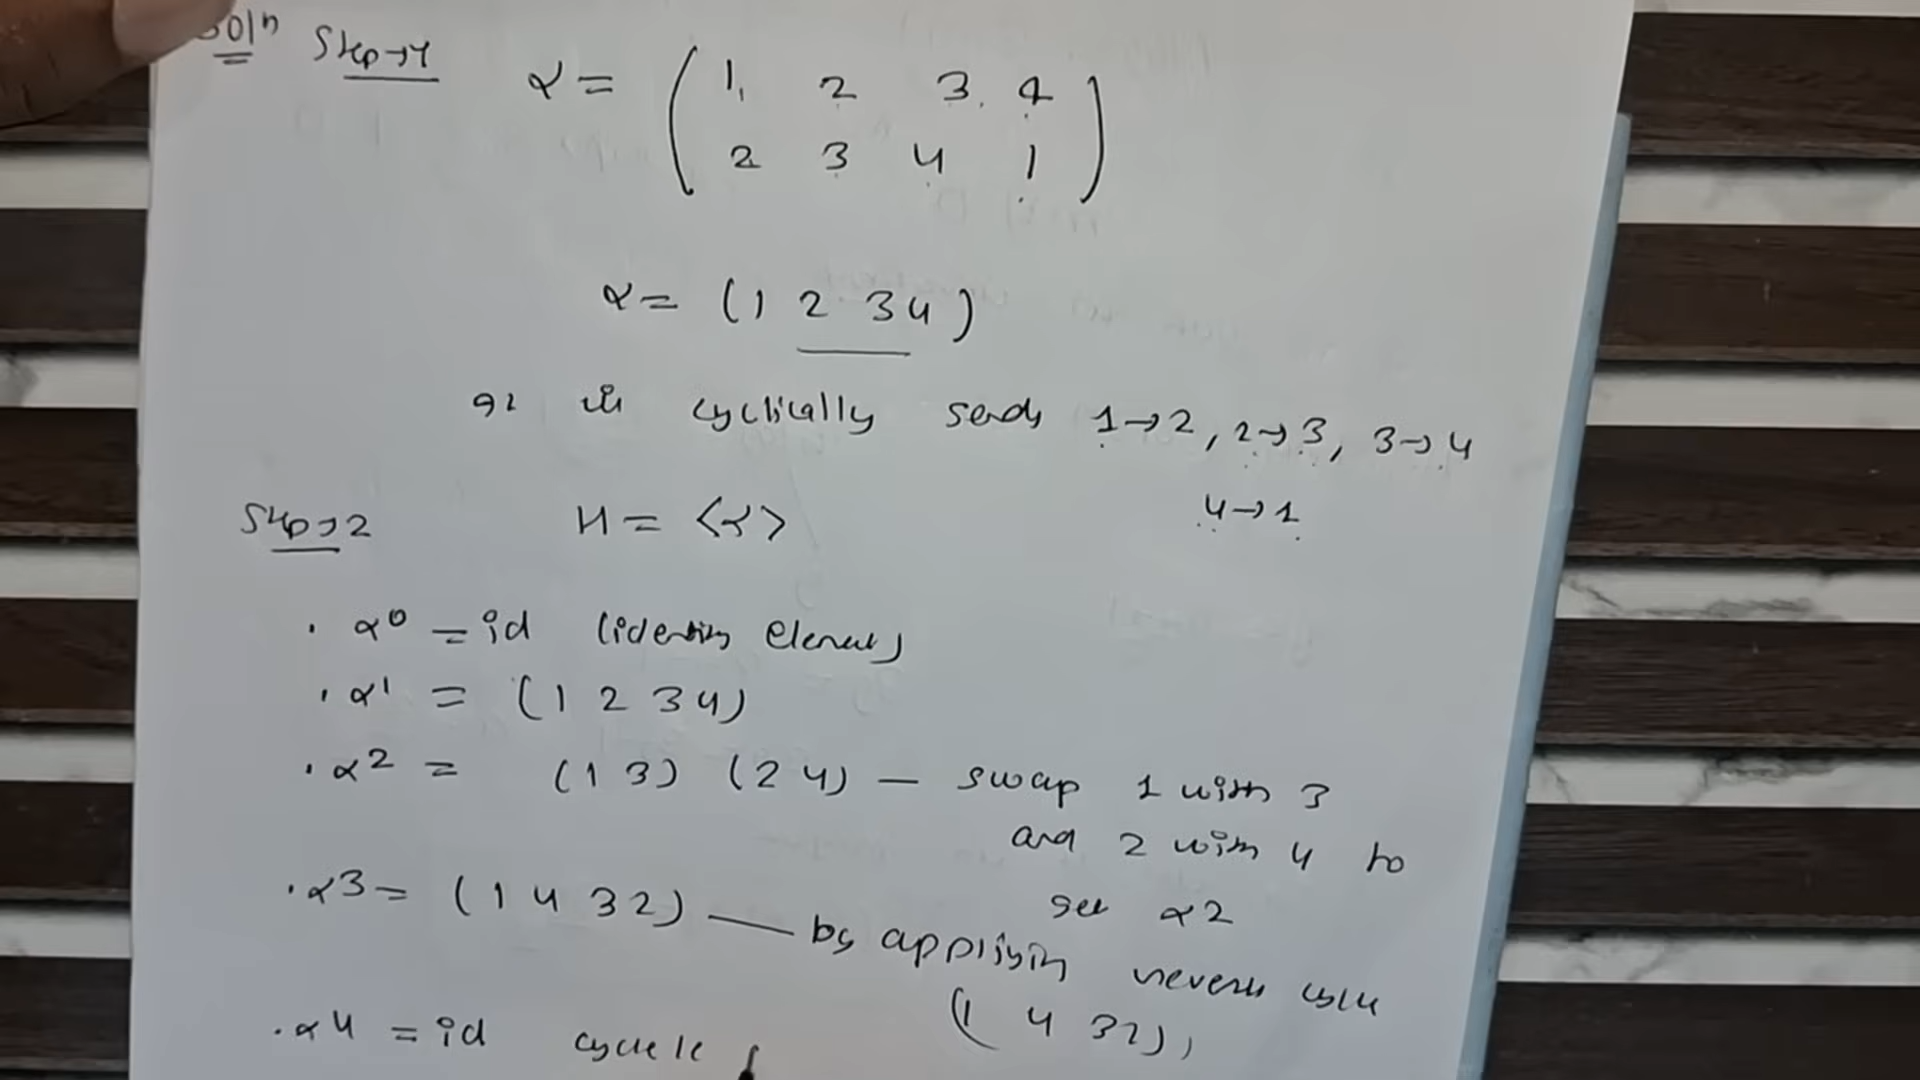 Soln Step→1 α = ( 1 2 3 4
2 3 4 1 )
α = (1 2 3 4)
It is cyclically sends 1→2, 2→3, 3→4
4→1
Step→2 H = <α>
· α⁰ = id (identity element)
· α¹ = (1 2 3 4)
· α² = (1 3) (2 4) — swap 1 with 3
and 2 with 4 to
get α2
· α³ = (1 4 3 2) — by applying reverse cycle
(1 4 3 2),
· α4 = id cycle